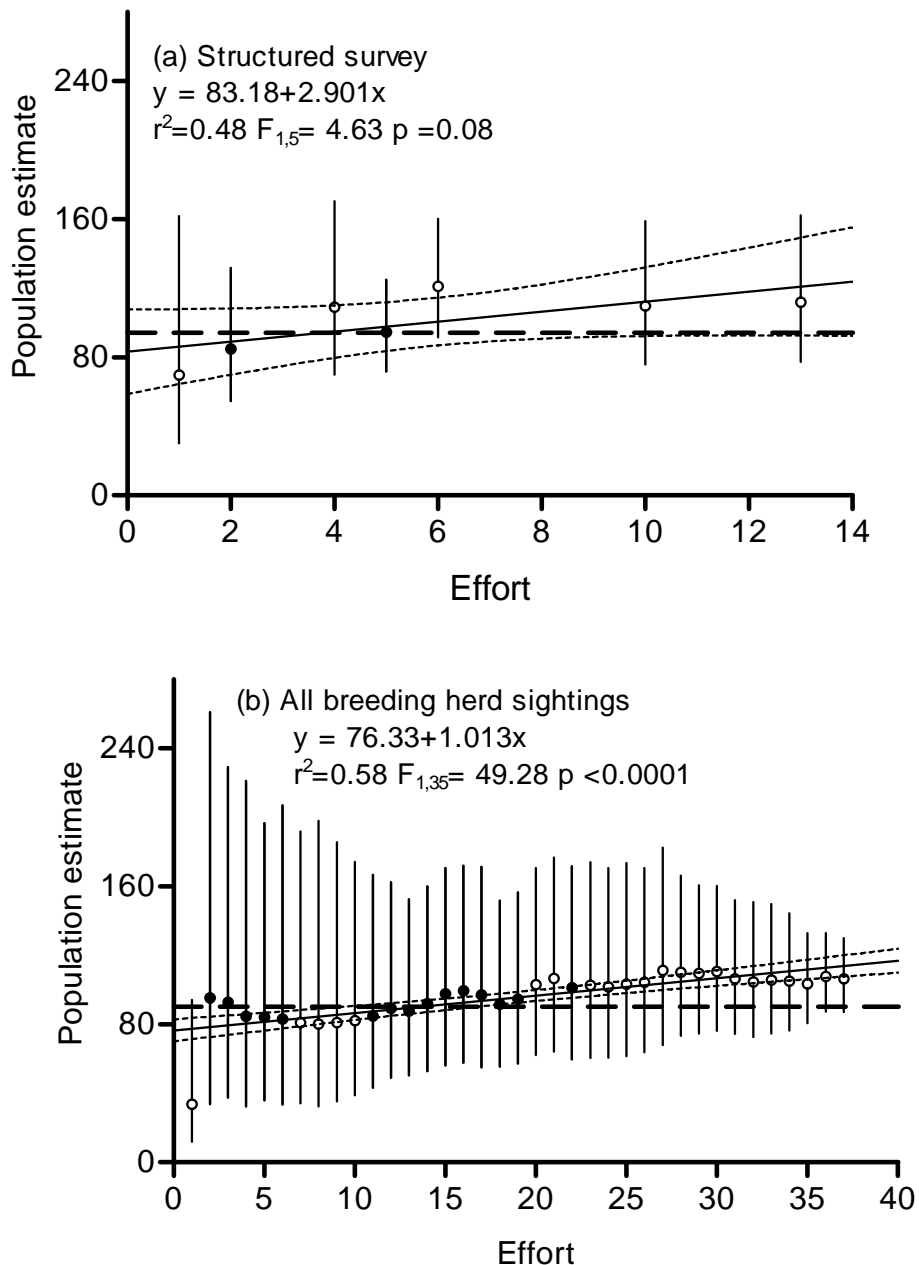 (a) Structured survey
y = 83.18+2.901x
r²=0.48 F₁,₅= 4.63 p =0.08
Population estimate
240
160
80
0
0 2 4 6 8 10 12 14
Effort
(b) All breeding herd sightings
y = 76.33+1.013x
r²=0.58 F₁,₃₅= 49.28 p <0.0001
Population estimate
240
160
80
0
0 5 10 15 20 25 30 35 40
Effort